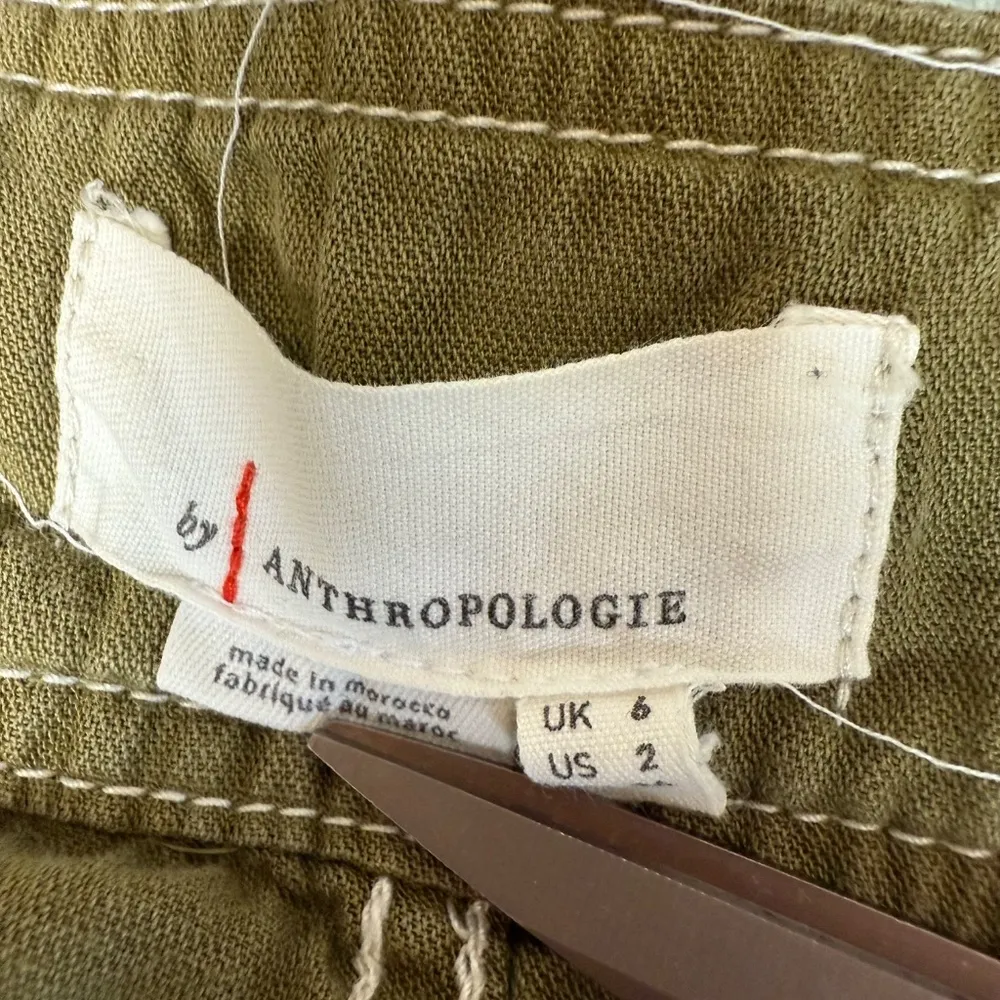 by ANTHROPOLOGIE
made in morocco
fabriqué au maroc
UK 6
US 2